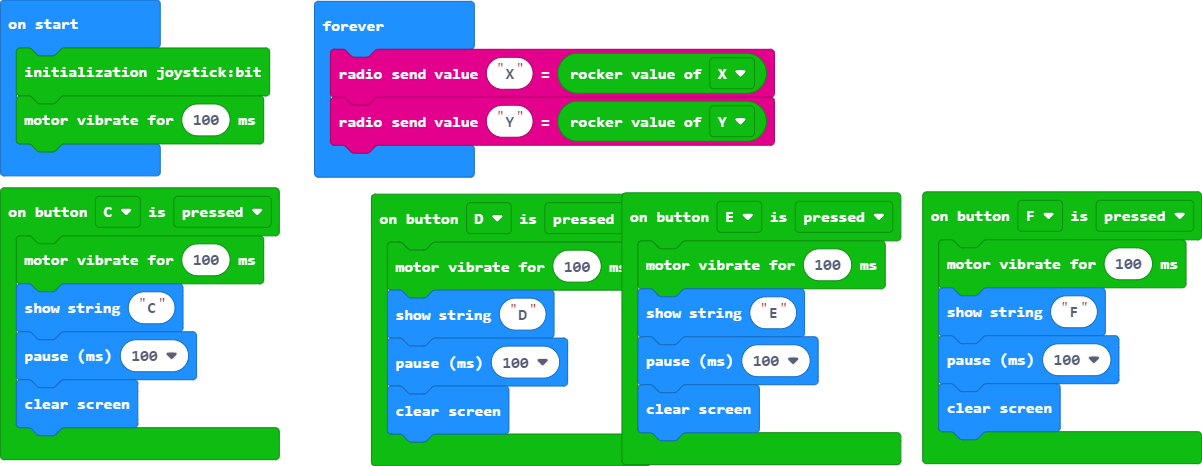 on start
initialization joystick:bit
motor vibrate for 100 ms
forever
radio send value "X" = rocker value of X
radio send value "Y" = rocker value of Y
on button C is pressed
motor vibrate for 100 ms
show string "C"
pause (ms) 100
clear screen
on button D is pressed
motor vibrate for 100 ms
show string "D"
pause (ms) 100
clear screen
on button E is pressed
motor vibrate for 100 ms
show string "E"
pause (ms) 100
clear screen
on button F is pressed
motor vibrate for 100 ms
show string "F"
pause (ms) 100
clear screen